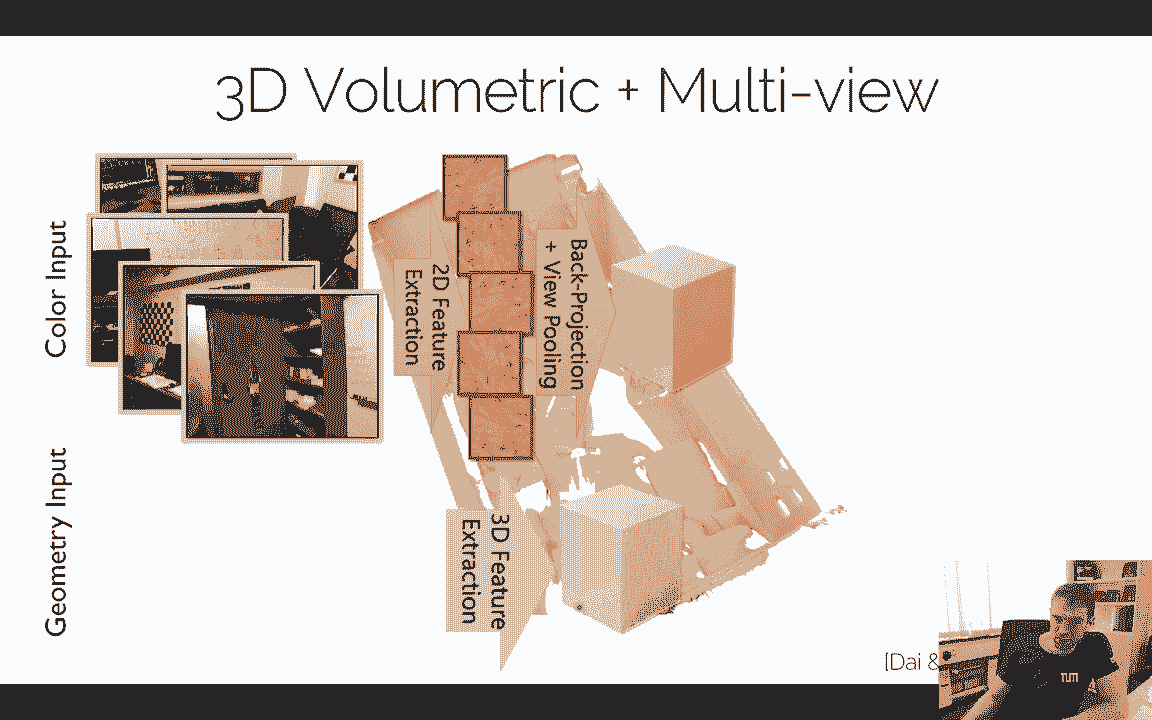 3D Volumetric + Multi-view
Color Input
2D Feature
Extraction
Back-Projection
+ View Pooling
Geometry Input
3D Feature
Extraction
[Dai &
TUM